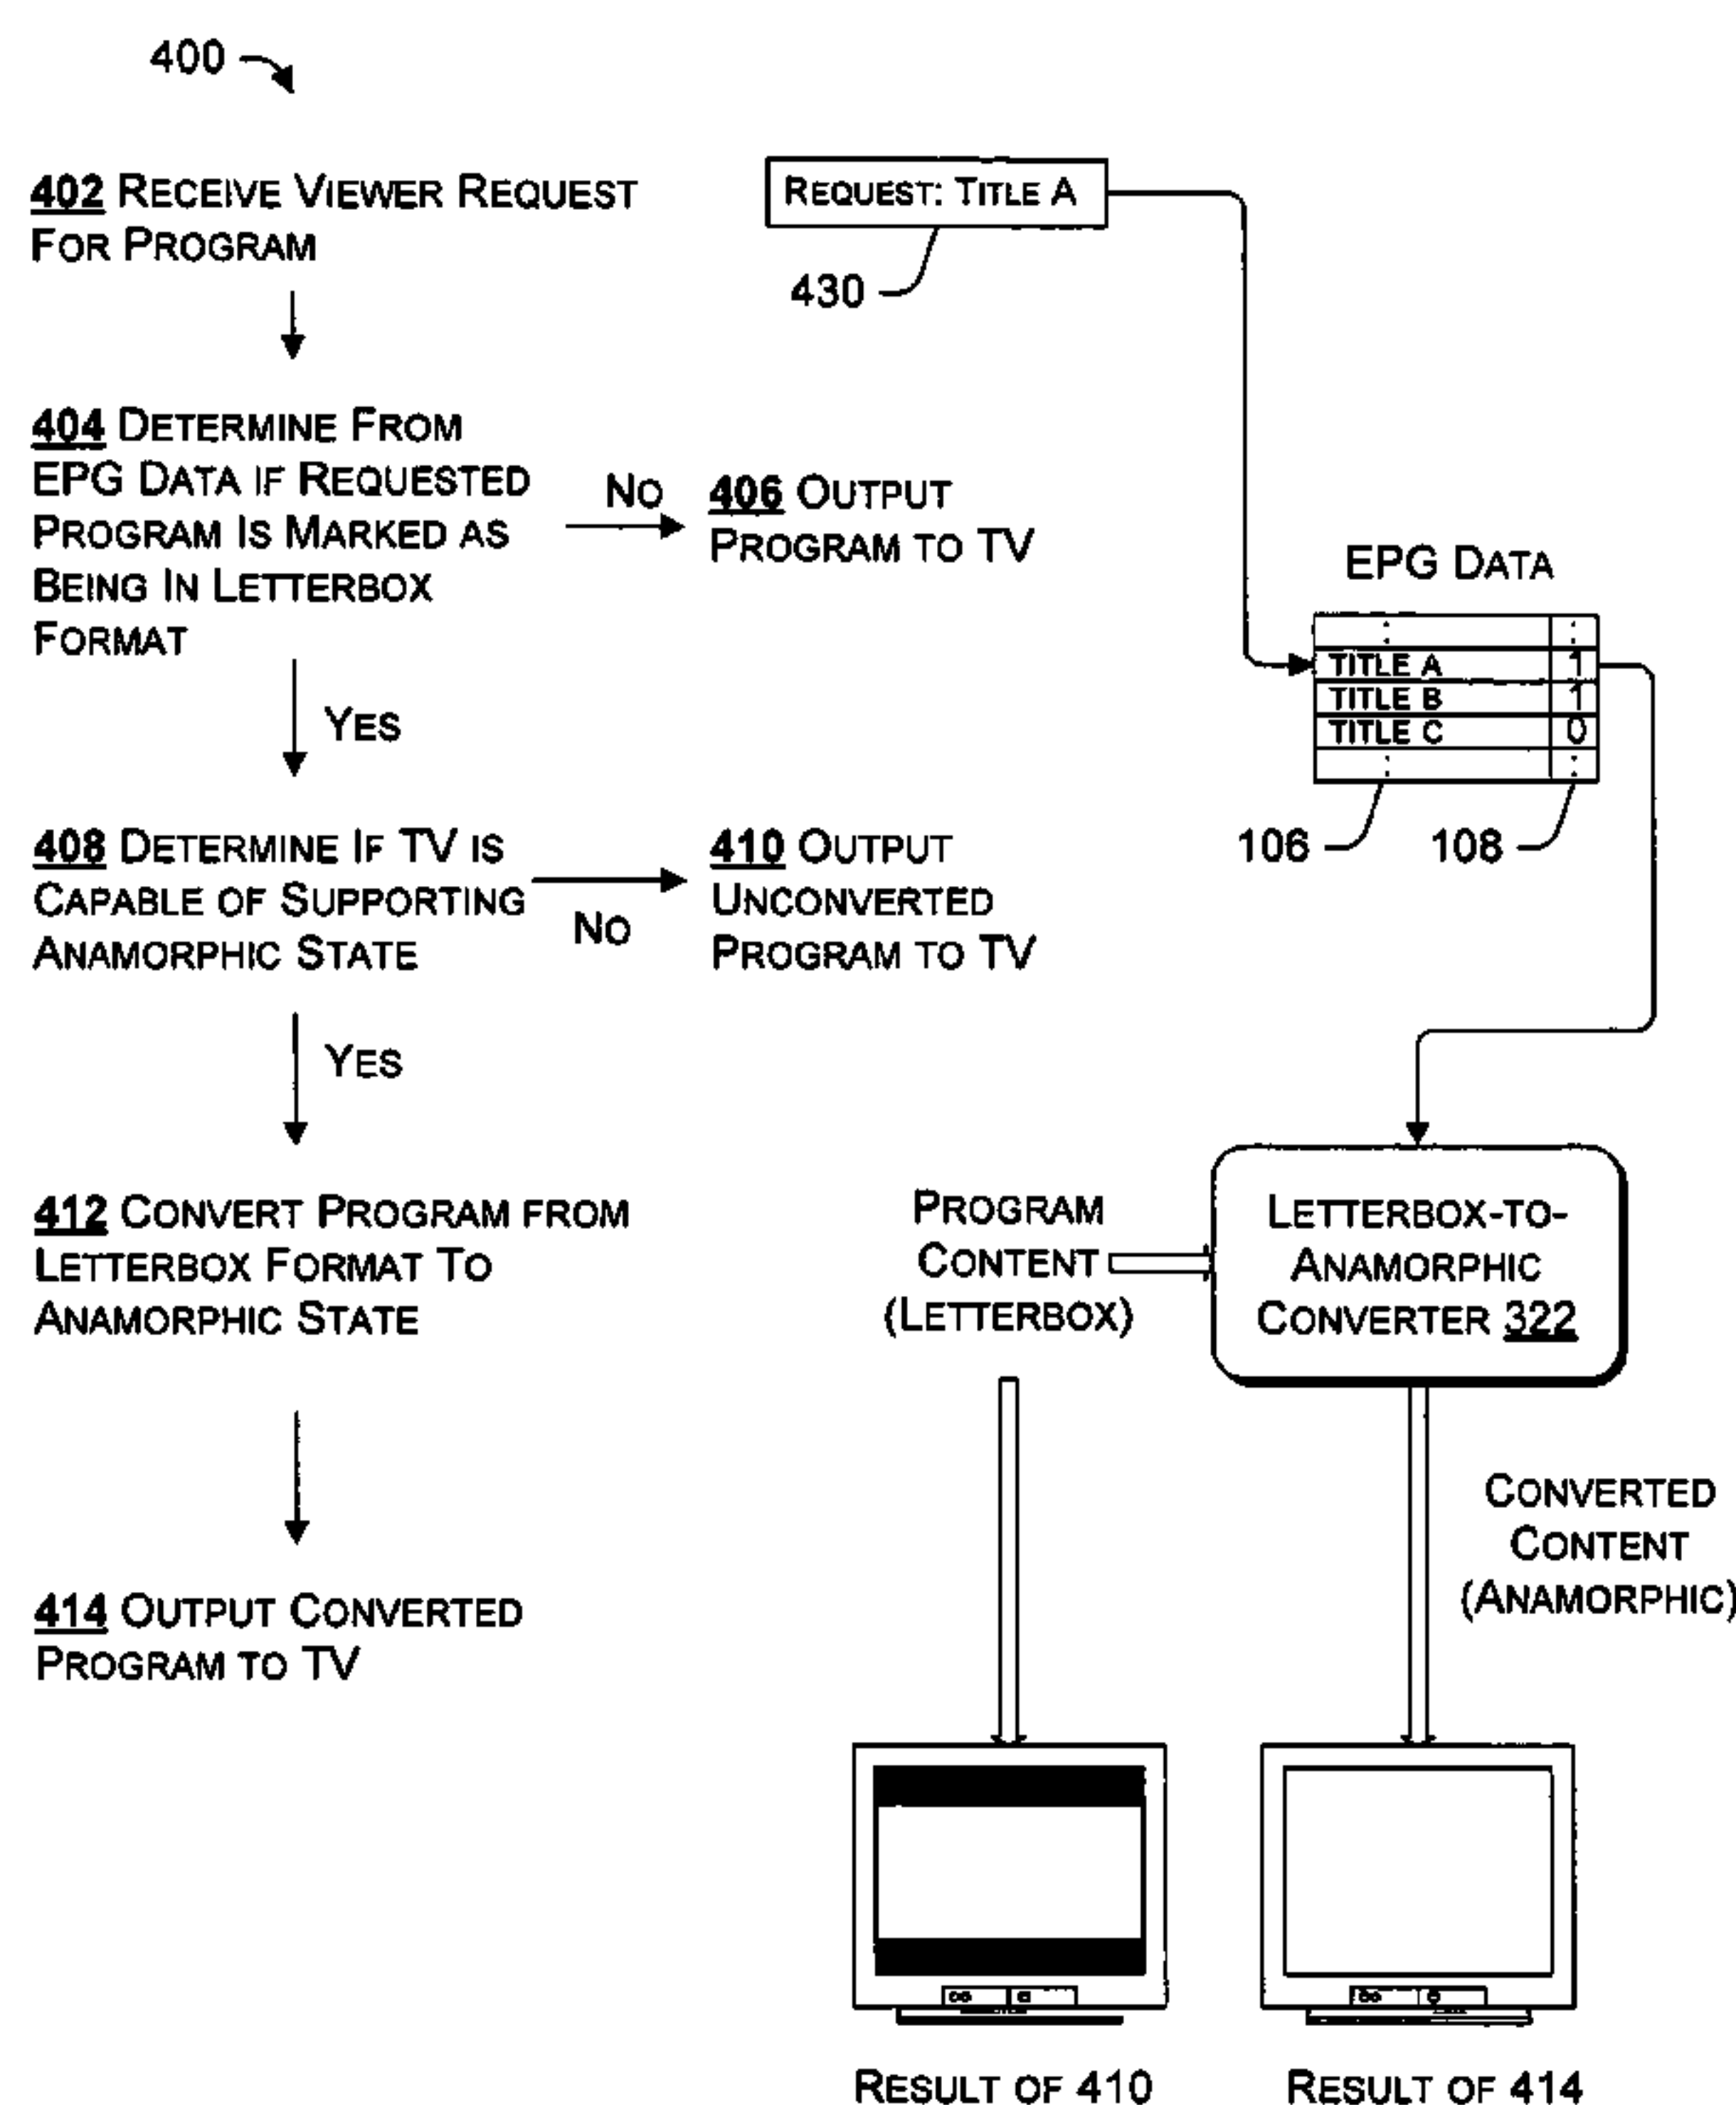 400
402 RECEIVE VIEWER REQUEST
FOR PROGRAM
REQUEST: TITLE A
430
404 DETERMINE FROM
EPG DATA IF REQUESTED
PROGRAM IS MARKED AS
BEING IN LETTERBOX
FORMAT
NO
406 OUTPUT
PROGRAM TO TV
EPG DATA
TITLE A 1
TITLE B 1
TITLE C 0
106
108
YES
408 DETERMINE IF TV IS
CAPABLE OF SUPPORTING
ANAMORPHIC STATE
NO
410 OUTPUT
UNCONVERTED
PROGRAM TO TV
YES
412 CONVERT PROGRAM FROM
LETTERBOX FORMAT TO
ANAMORPHIC STATE
PROGRAM
CONTENT
(LETTERBOX)
LETTERBOX-TO-
ANAMORPHIC
CONVERTER 322
414 OUTPUT CONVERTED
PROGRAM TO TV
CONVERTED
CONTENT
(ANAMORPHIC)
RESULT OF 410
RESULT OF 414